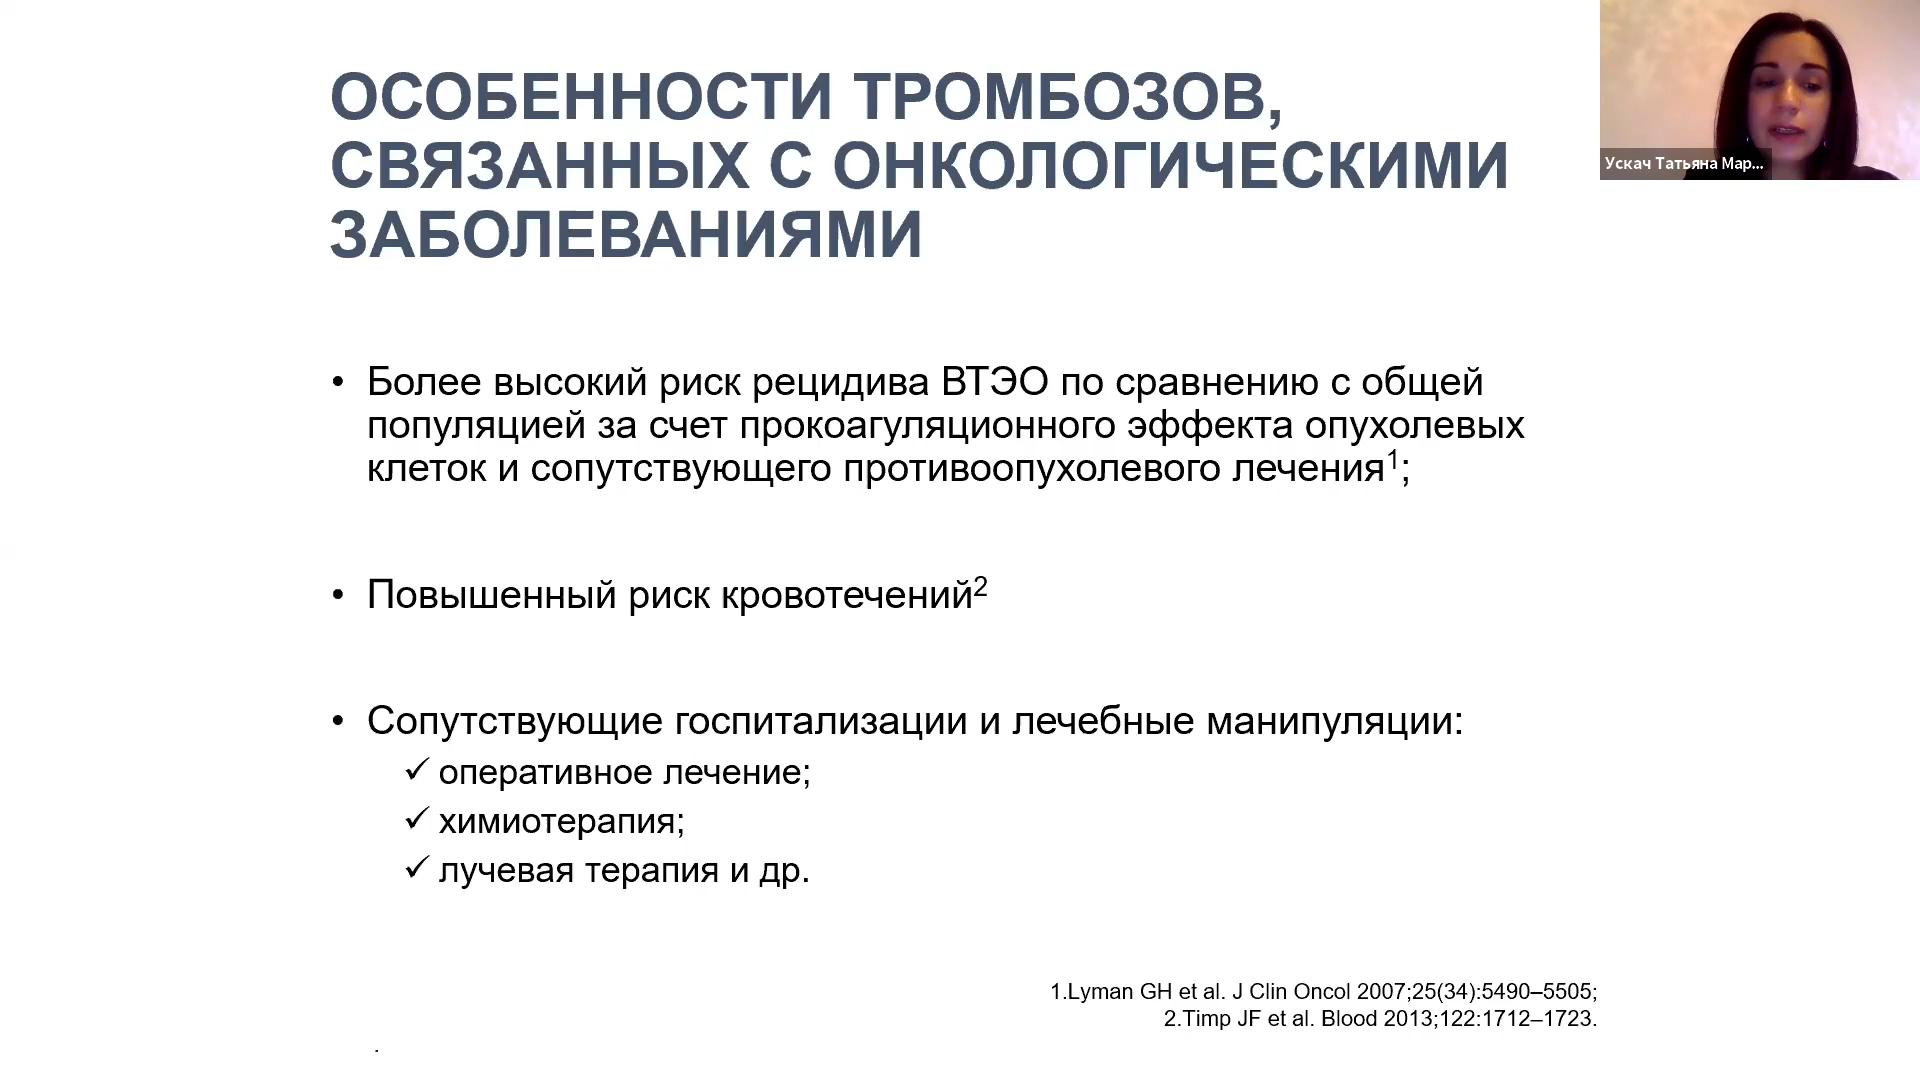 ОСОБЕННОСТИ ТРОМБОЗОВ,
СВЯЗАННЫХ С ОНКОЛОГИЧЕСКИМИ
ЗАБОЛЕВАНИЯМИ
Ускач Татьяна Мар...
• Более высокий риск рецидива ВТЭО по сравнению с общей
популяцией за счет прокоагуляционного эффекта опухолевых
клеток и сопутствующего противоопухолевого лечения¹;
• Повышенный риск кровотечений²
• Сопутствующие госпитализации и лечебные манипуляции:
✓ оперативное лечение;
✓ химиотерапия;
✓ лучевая терапия и др.
1.Lyman GH et al. J Clin Oncol 2007;25(34):5490–5505;
2.Timp JF et al. Blood 2013;122:1712–1723.
.